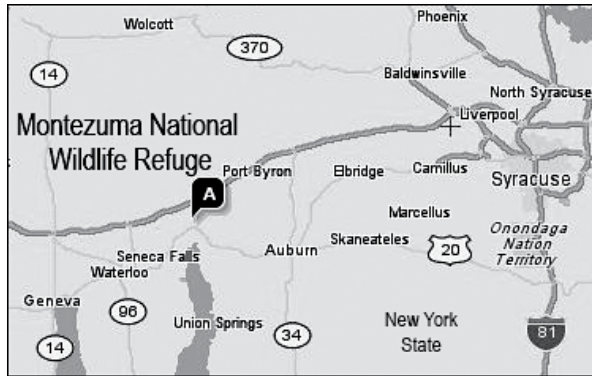 Phoenix
Wolcott
370
14
Baldwinsville
North Syracuse
Liverpool
Montezuma National
Wildlife Refuge
Port Byron
Elbridge
Camillus
A
Syracuse
Marcellus
Onondaga
Nation
Territory
Skaneateles
20
Auburn
Seneca Falls
Waterloo
Geneva
96
Union Springs
34
New York
State
81
14